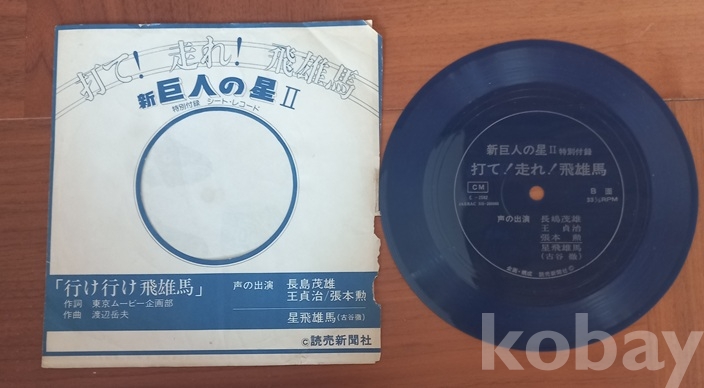 打て! 走れ! 飛雄馬
新巨人の星II
特別付録 シート・レコード
「行け行け飛雄馬」
作詞 東京ムービー企画部
作曲 渡辺岳夫
声の出演 長島茂雄
王貞治/張本勲
星飛雄馬(古谷徹)
©読売新聞社
新巨人の星II 特別付録
打て!走れ!飛雄馬
CM
B面
33⅓RPM
声の出演 長嶋茂雄
王 貞治
張本 勲
星飛雄馬
(古谷 徹)
kobay